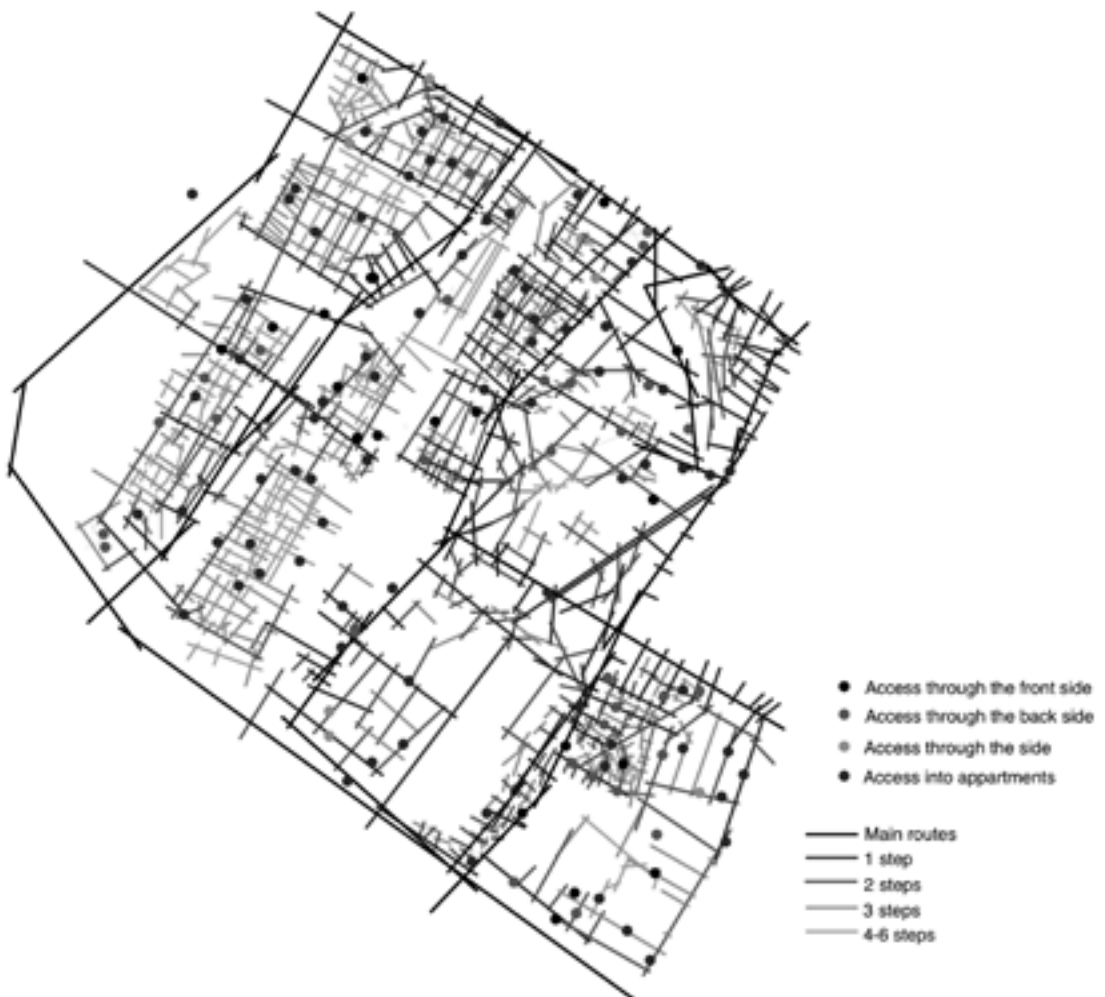 Access through the front side
Access through the back side
Access through the side
Access into appartments
Main routes
1 step
2 steps
3 steps
4-6 steps